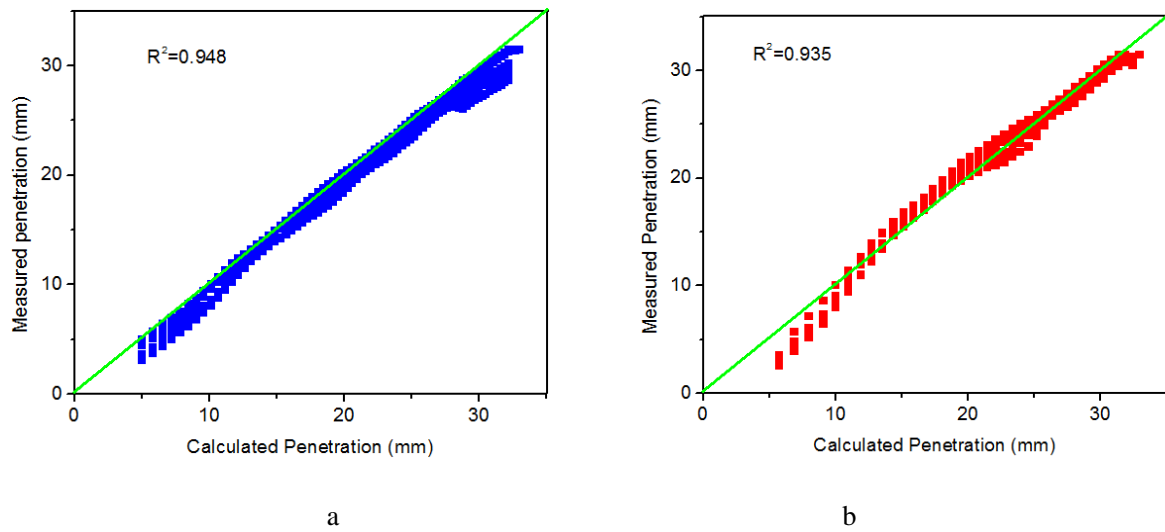 R²=0.948
30
20
10
0
0 10 20 30
Measured penetration (mm)
Calculated Penetration (mm)
a
R²=0.935
30
20
10
0
0 10 20 30
Measured Penetration (mm)
Calculated Penetration (mm)
b